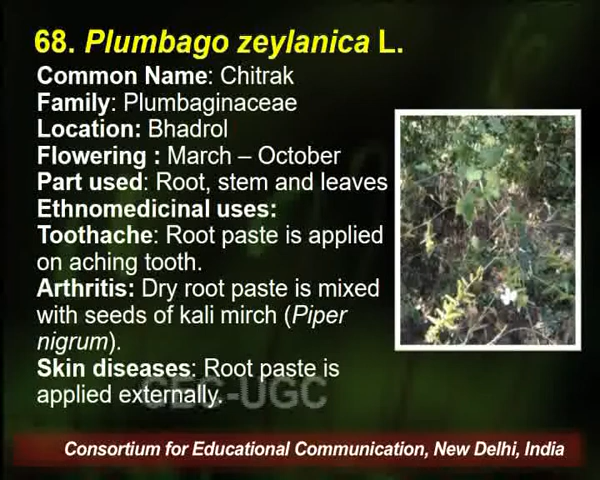 68. Plumbago zeylanica L.
Common Name: Chitrak
Family: Plumbaginaceae
Location: Bhadrol
Flowering : March – October
Part used: Root, stem and leaves
Ethnomedicinal uses:
Toothache: Root paste is applied
on aching tooth.
Arthritis: Dry root paste is mixed
with seeds of kali mirch (Piper
nigrum).
Skin diseases: Root paste is
applied externally.
CEC-UGC
Consortium for Educational Communication, New Delhi, India